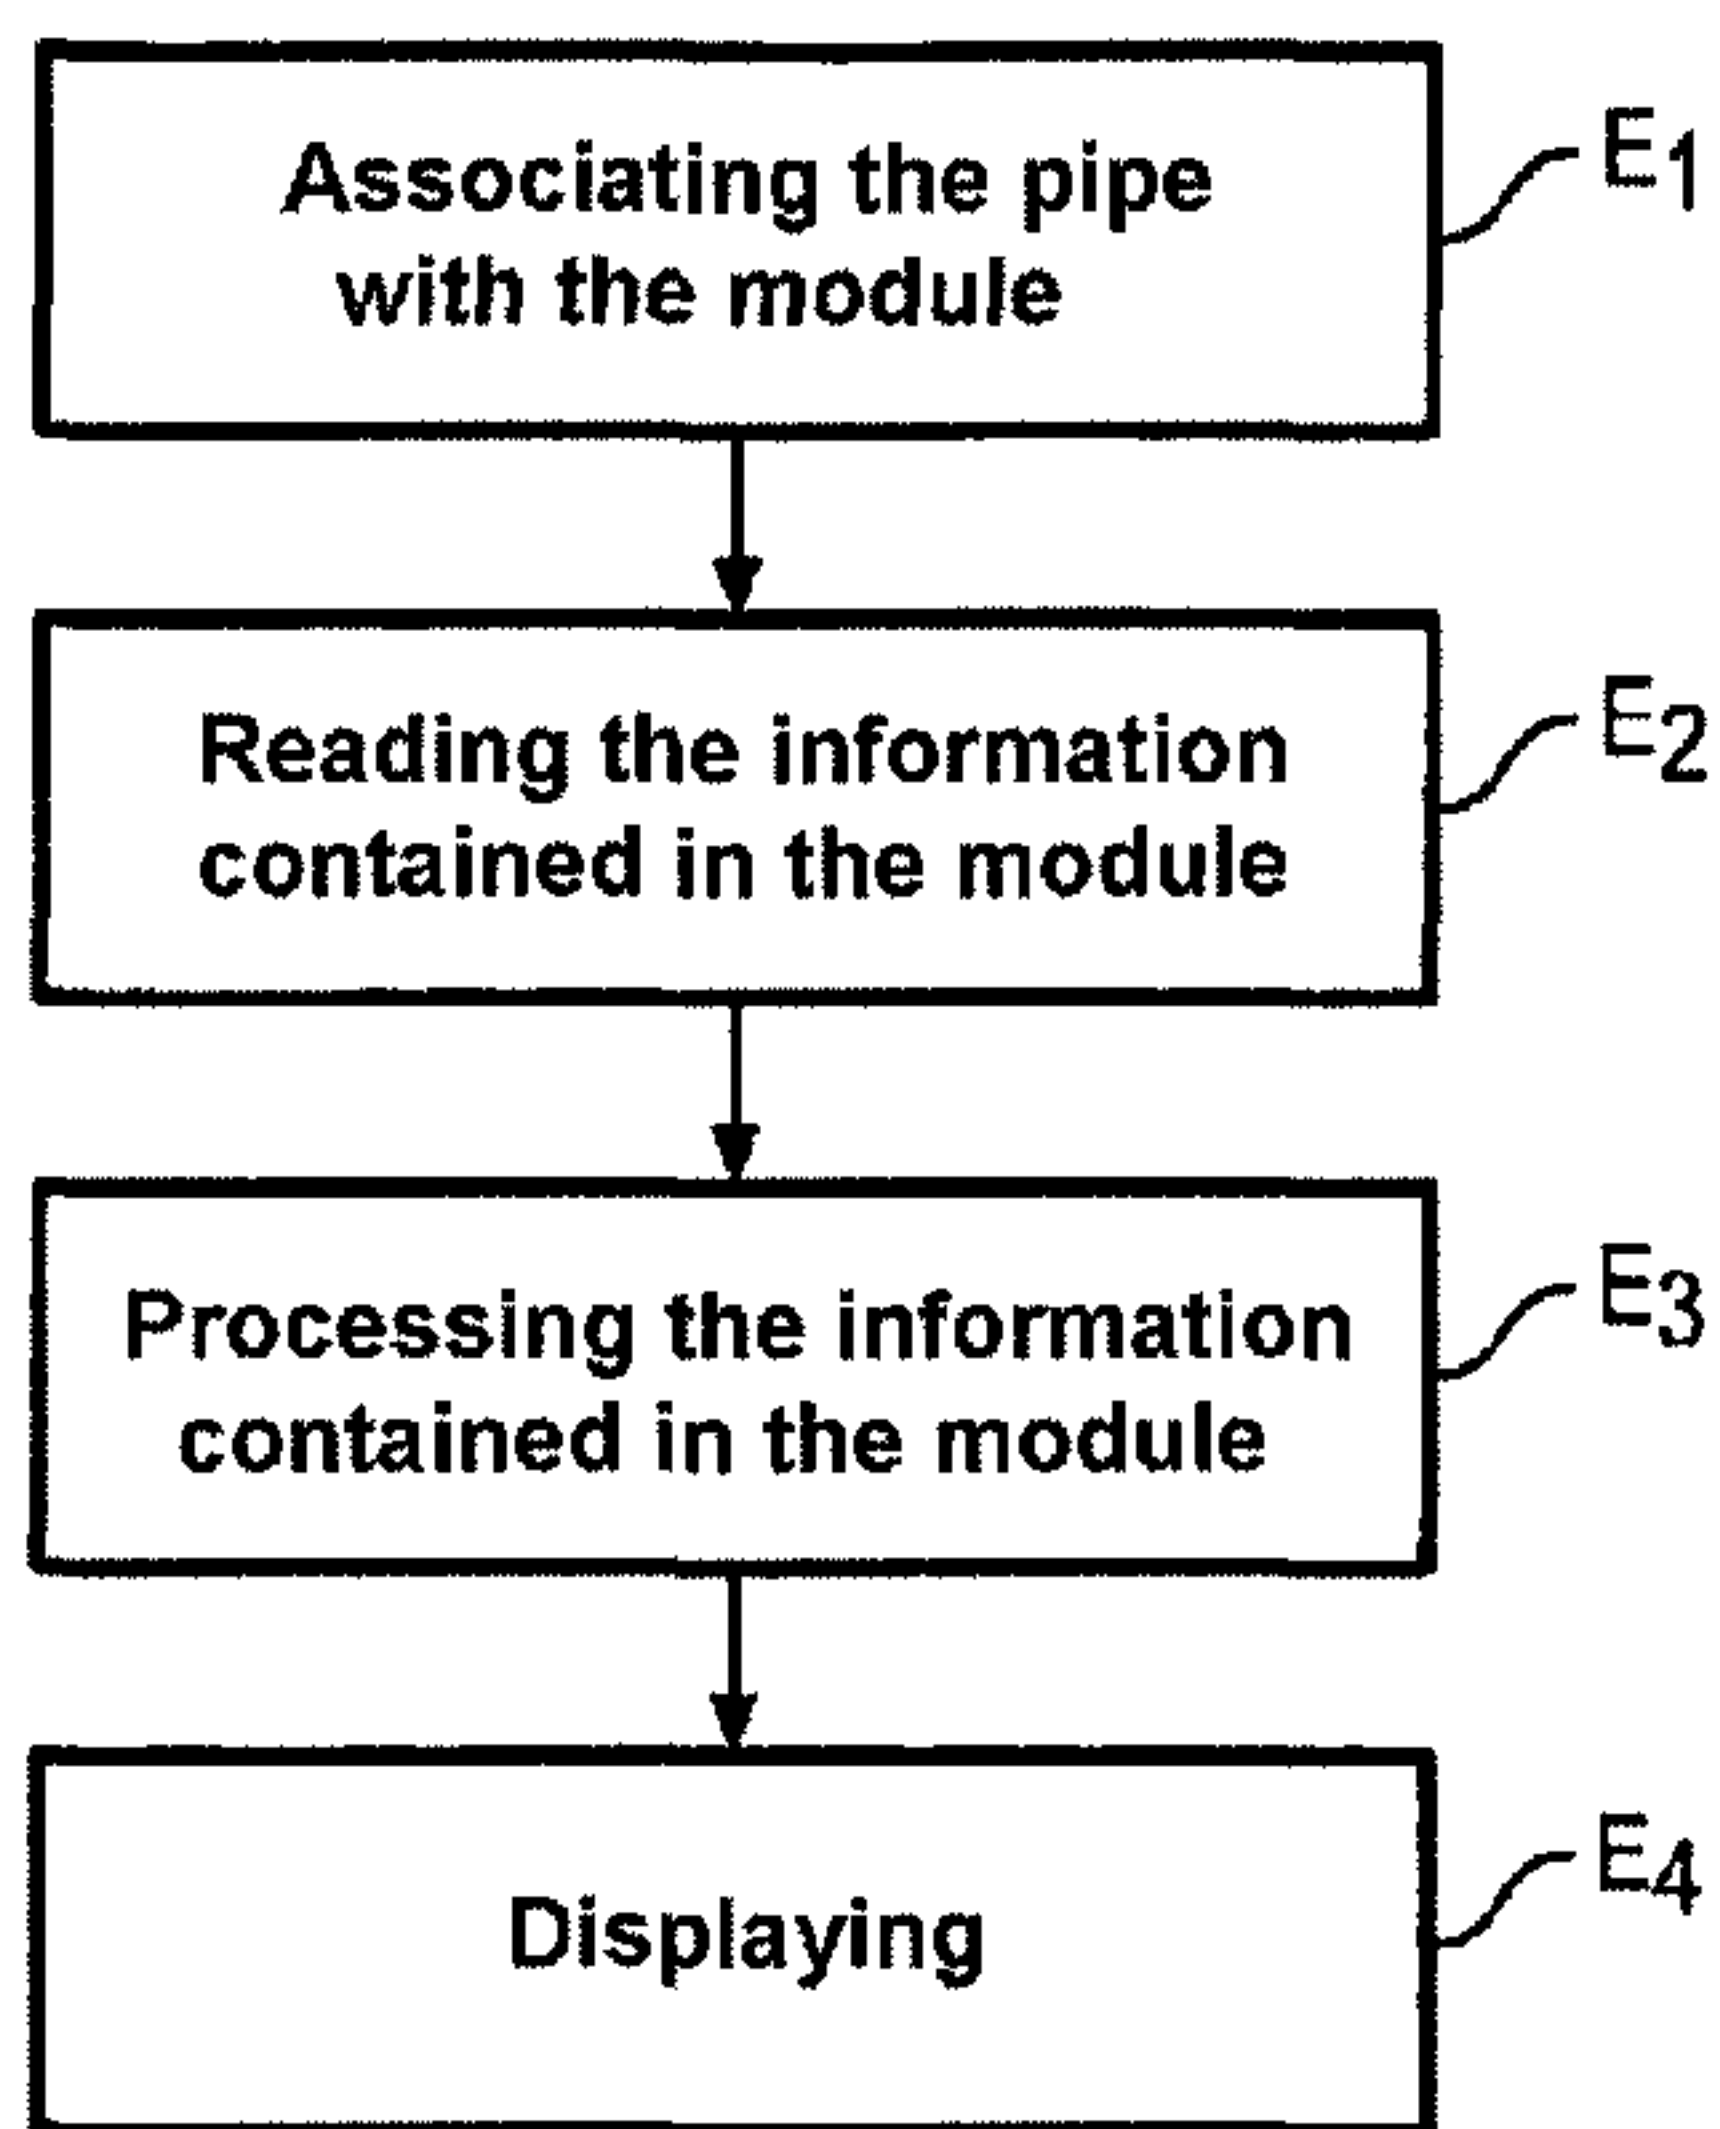 Associating the pipe
with the module
E1
Reading the information
contained in the module
E2
Processing the information
contained in the module
E3
Displaying
E4